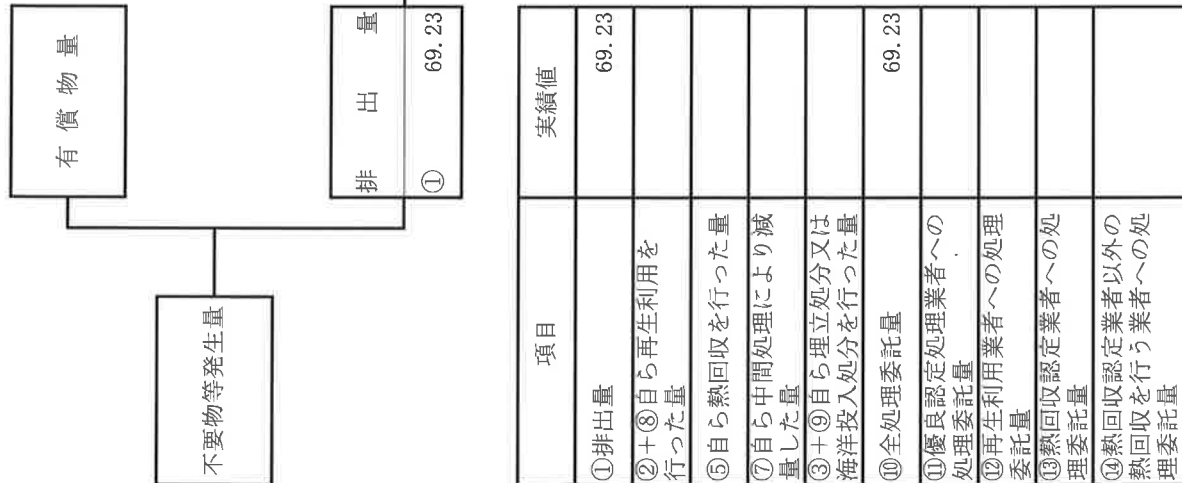 有償物量
排出量
① 69.23
不要物等発生量
項目
実績値
①排出量
69.23
②+⑧自ら再生利用を
行った量
⑤自ら熱回収を行った量
⑦自ら中間処理により減
量した量
③+⑨自ら埋立処分又は
海洋投入処分を行った量
⑩全処理委託量
69.23
⑪優良認定処理業者への
処理委託量
⑫再生利用業者への処理
委託量
⑬熱回収認定業者への処
理委託量
⑭熱回収認定業者以外の
熱回収を行う業者への処
理委託量